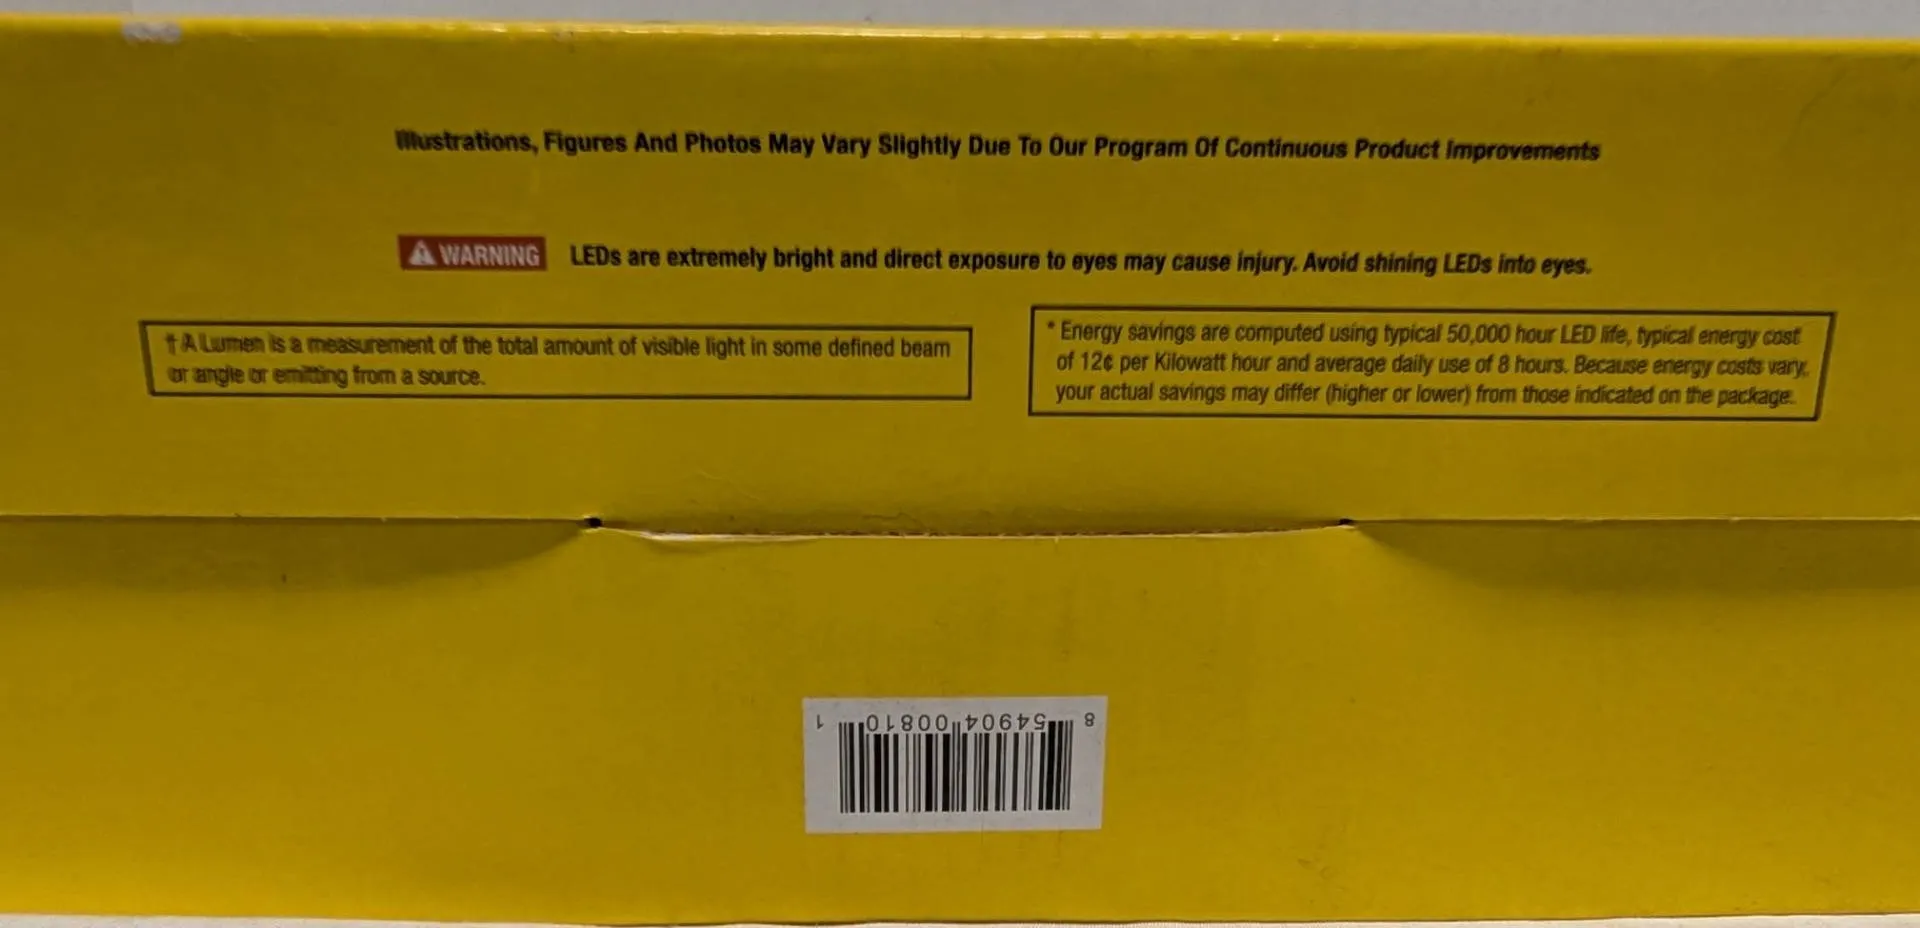 Illustrations, Figures And Photos May Vary Slightly Due To Our Program Of Continuous Product Improvements
WARNING LEDs are extremely bright and direct exposure to eyes may cause injury. Avoid shining LEDs into eyes.
† A Lumen is a measurement of the total amount of visible light in some defined beam
or angle or emitting from a source.
* Energy savings are computed using typical 50,000 hour LED life, typical energy cost
of 12¢ per Kilowatt hour and average daily use of 8 hours. Because energy costs vary,
your actual savings may differ (higher or lower) from those indicated on the package.
8 54904 00810 1